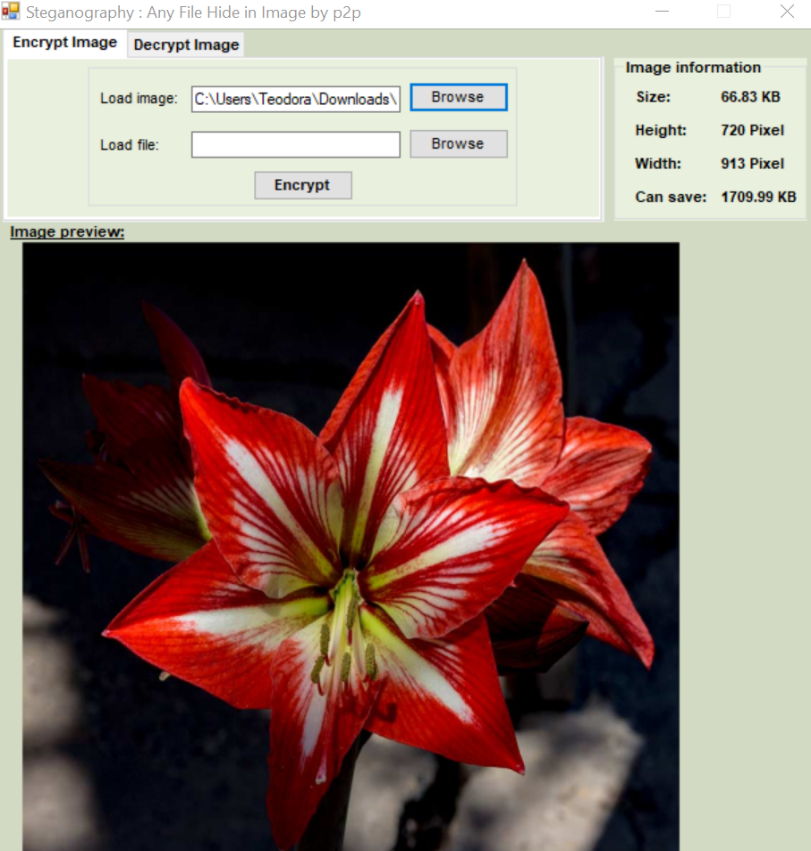 Steganography : Any File Hide in Image by p2p
Encrypt Image Decrypt Image
Load image: C:\Users\Teodora\Downloads\ Browse
Load file: Browse
Encrypt
Image information
Size: 66.83 KB
Height: 720 Pixel
Width: 913 Pixel
Can save: 1709.99 KB
Image preview: